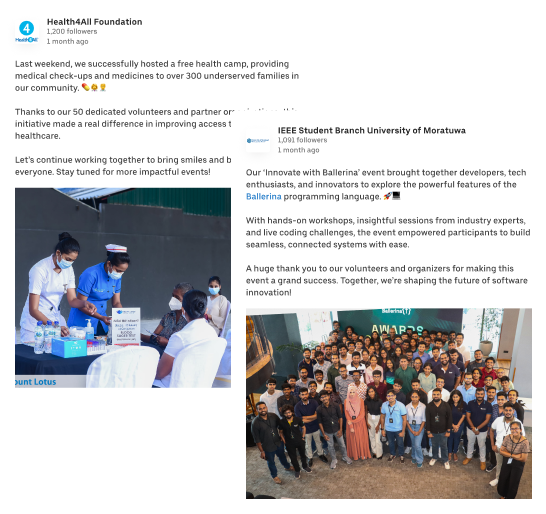 Health4All Foundation
1,200 followers
1 month ago
Last weekend, we successfully hosted a free health camp, providing
medical check-ups and medicines to over 300 underserved families in
our community. 💊🌼👨‍⚕️
Thanks to our 50 dedicated volunteers and partner
initiative made a real difference in improving access t
healthcare.
Let's continue working together to bring smiles and b
everyone. Stay tuned for more impactful events!
ount Lotus
IEEE Student Branch University of Moratuwa
1,091 followers
1 month ago
Our 'Innovate with Ballerina' event brought together developers, tech
enthusiasts, and innovators to explore the powerful features of the
Ballerina programming language. 🚀💻
With hands-on workshops, insightful sessions from industry experts,
and live coding challenges, the event empowered participants to build
seamless, connected systems with ease.
A huge thank you to our volunteers and organizers for making this
event a grand success. Together, we're shaping the future of software
innovation!
Ballerina
AWARDS